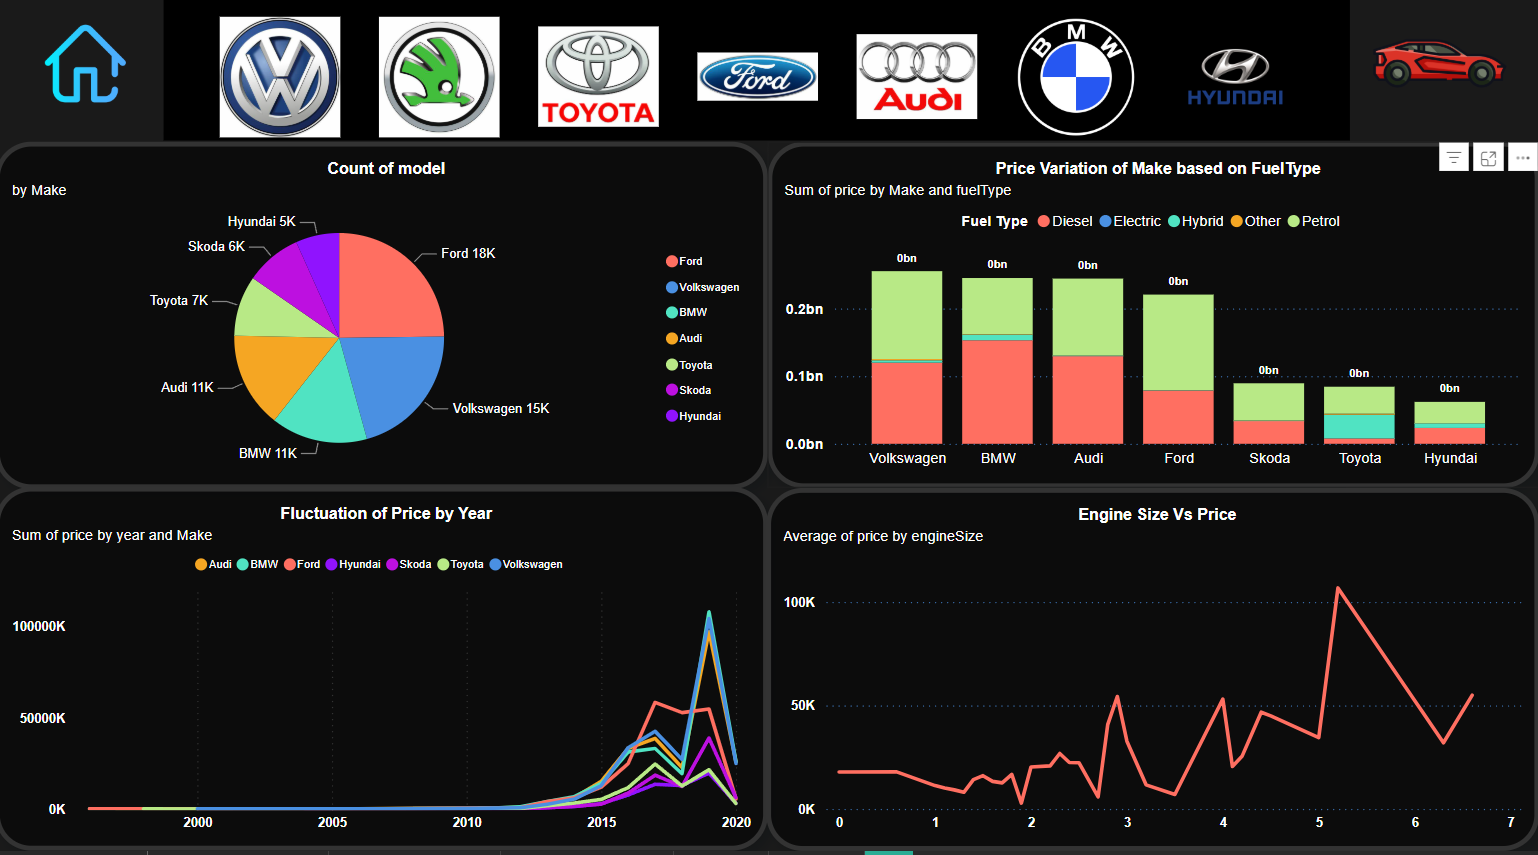 TOYOTA
Ford
Audi
BMW
HYUNDAI
Count of model
by Make
Hyundai 5K
Skoda 6K
Toyota 7K
Audi 11K
BMW 11K
Ford 18K
Volkswagen 15K
Ford
Volkswagen
BMW
Audi
Toyota
Skoda
Hyundai
Price Variation of Make based on FuelType
Sum of price by Make and fuelType
Fuel Type Diesel Electric Hybrid Other Petrol
0bn 0bn 0bn 0bn 0bn 0bn 0bn
0.2bn
0.1bn
0.0bn
Volkswagen BMW Audi Ford Skoda Toyota Hyundai
Fluctuation of Price by Year
Sum of price by year and Make
Audi BMW Ford Hyundai Skoda Toyota Volkswagen
100000K
50000K
0K
2000 2005 2010 2015 2020
Engine Size Vs Price
Average of price by engineSize
100K
50K
0K
0 1 2 3 4 5 6 7